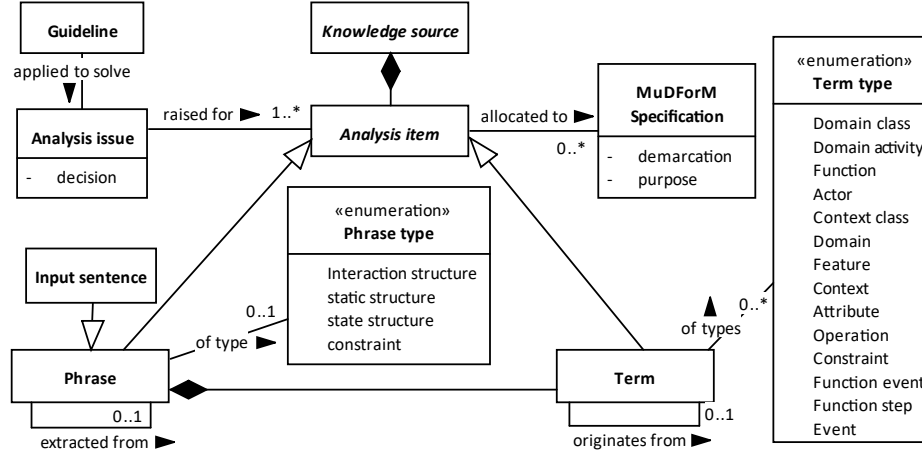 Guideline
applied to solve
Analysis issue
- decision
raised for
1..*
Knowledge source
Analysis item
allocated to
0..*
MuDForM
Specification
- demarcation
- purpose
«enumeration»
Term type
Domain class
Domain activity
Function
Actor
Context class
Domain
Feature
Context
Attribute
Operation
Constraint
Function event
Function step
Event
«enumeration»
Phrase type
Interaction structure
static structure
state structure
constraint
Input sentence
0..1
of type
0..*
of types
Phrase
0..1
extracted from
Term
0..1
originates from